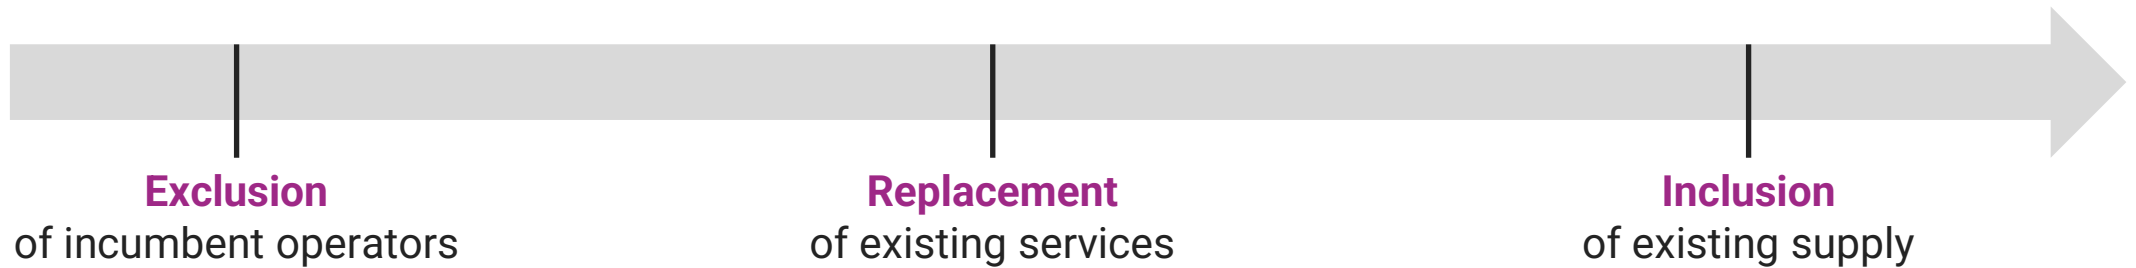 Exclusion
of incumbent operators
Replacement
of existing services
Inclusion
of existing supply